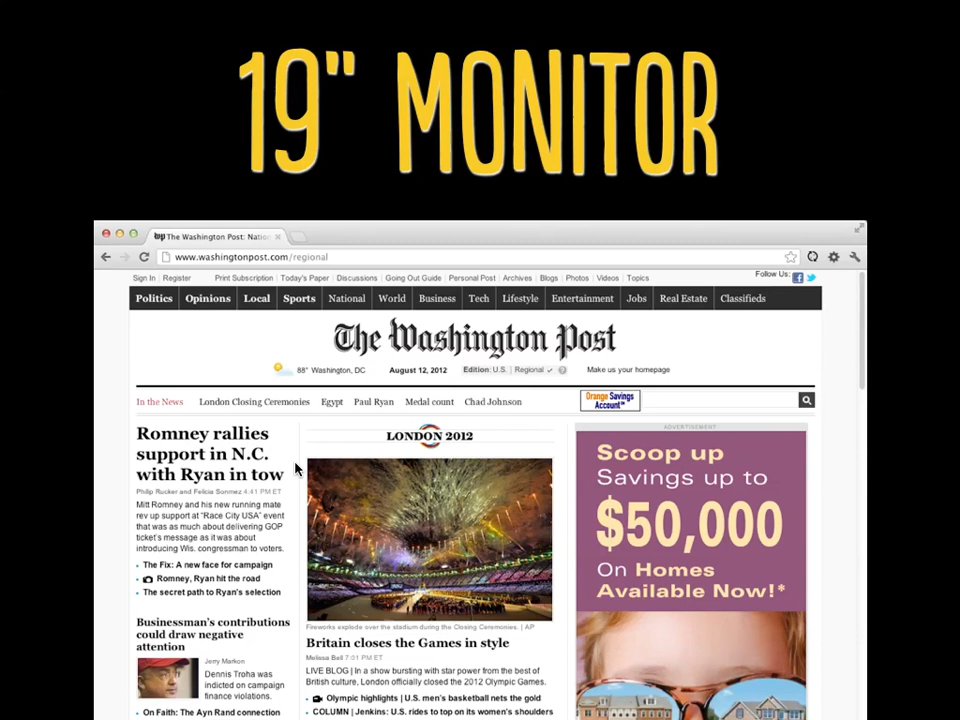 19" MONITOR
The Washington Post: Nation
www.washingtonpost.com/regional
Sign In | Register
Print Subscription | Today's Paper | Discussions | Going Out Guide | Personal Post | Archives | Blogs | Photos | Videos | Topics
Follow Us:
Politics Opinions Local Sports National World Business Tech Lifestyle Entertainment Jobs Real Estate Classifieds
The Washington Post
88° Washington, DC August 12, 2012 Edition: U.S. | Regional Make us your homepage
In the News London Closing Ceremonies Egypt Paul Ryan Medal count Chad Johnson
Orange Savings
Account
Romney rallies
support in N.C.
with Ryan in tow
Philip Rucker and Felicia Sonmez 4:41 PM ET
Mitt Romney and his new running mate
rev up support at "Race City USA" event
that was as much about delivering GOP
ticket's message as it was about
introducing Wis. congressman to voters.
The Fix: A new face for campaign
Romney, Ryan hit the road
The secret path to Ryan's selection
Businessman's contributions
could draw negative
attention
Jerry Markon
Dennis Troha was
indicted on campaign
finance violations.
On Faith: The Ayn Rand connection
LONDON 2012
Fireworks explode over the stadium during the Closing Ceremonies. | AP
Britain closes the Games in style
Melissa Bell 7:01 PM ET
LIVE BLOG | In a show bursting with star power from the best of
British culture, London officially closed the 2012 Olympic Games.
Olympic highlights | U.S. men's basketball nets the gold
COLUMN | Jenkins: U.S. rides to top on its women's shoulders
ADVERTISEMENT
Scoop up
Savings up to
$50,000
On Homes
Available Now!*